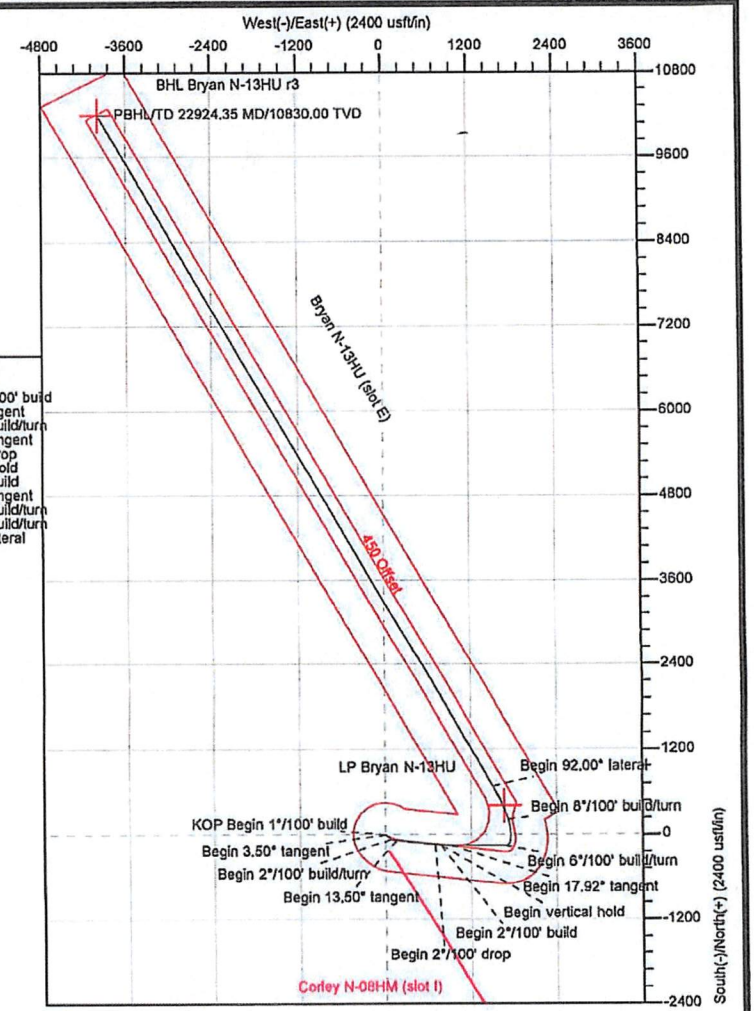 West(-)/East(+) (2400 usft/in)
-4800 -3600 -2400 -1200 0 1200 2400 3600
10800
BHL Bryan N-13HU r3
PBHL/TD 22924.35 MD/10830.00 TVD
9600
8400
Bryan N-13HU (slot E)
7200
6000
00' build
gent
uild/turn
ngent
op
old
uild
ngent
uild/turn
uild/turn
teral
4800
450 Offset
3600
2400
1200
LP Bryan N-13HU
Begin 92.00° lateral
Begin 8°/100' build/turn
KOP Begin 1°/100' build
0
Begin 3.50° tangent
Begin 6°/100' build/turn
Begin 2°/100' build/turn
Begin 17.92° tangent
Begin 13.50° tangent
Begin vertical hold
-1200
Begin 2°/100' build
Begin 2°/100' drop
Corley N-08HM (slot I)
-2400
South(-)/North(+) (2400 usft/in)